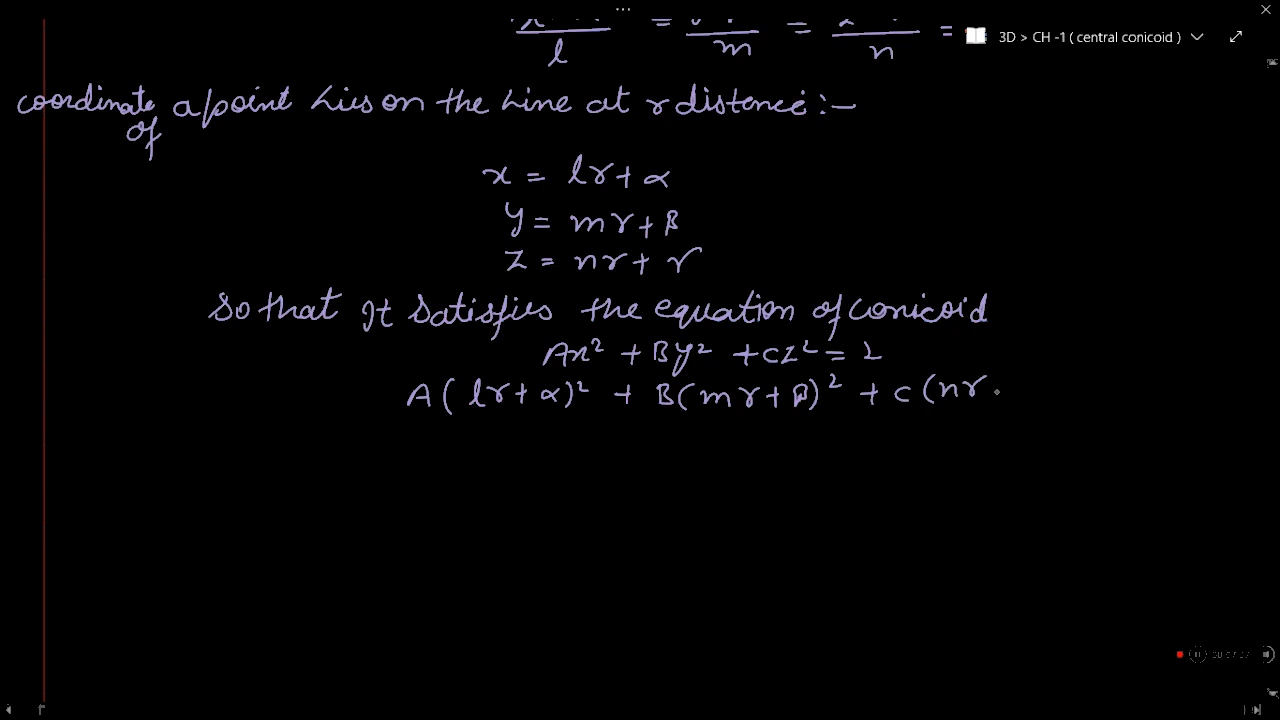 l = m = n =
3D > CH -1 ( central conicoid )
coordinate of a point lies on the line at r distance :-
x = lr + α
y = mr + β
z = nr + γ
So that It satisfies the equation of conicoid
Ax² + By² + cz² = 1
A ( lr + α )² + B ( mr + β )² + c ( nr